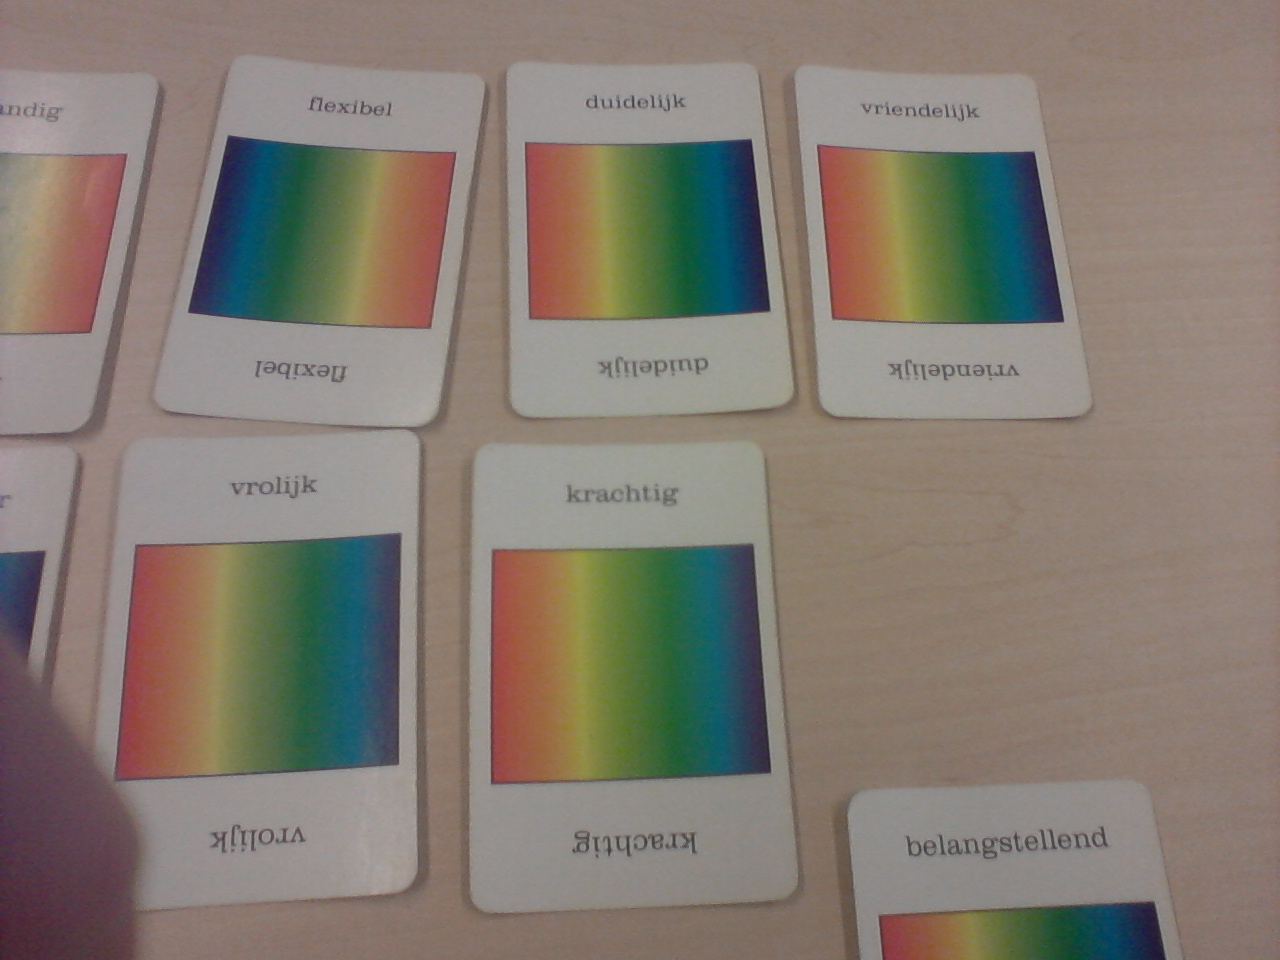 flexibel
duidelijk
vriendelijk
flexibel
duidelijk
vriendelijk
vrolijk
krachtig
vrolijk
krachtig
belangstellend